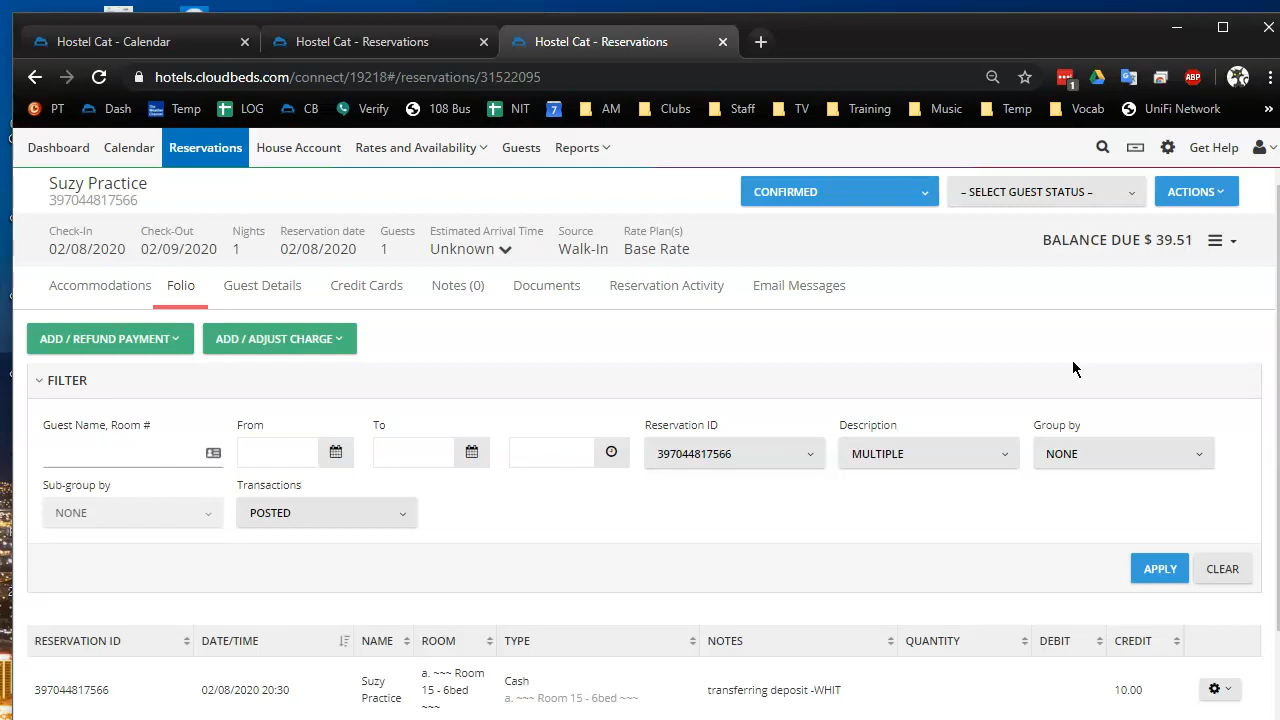 Hostel Cat - Calendar
Hostel Cat - Reservations
Hostel Cat - Reservations
hotels.cloudbeds.com/connect/19218#/reservations/31522095
1
ABP
PT Dash Temp LOG CB Verify 108 Bus NIT 7 AM Clubs Staff TV Training Music Temp Vocab UniFi Network »
Dashboard Calendar Reservations House Account Rates and Availability Guests Reports Get Help
Suzy Practice
397044817566
CONFIRMED – SELECT GUEST STATUS – ACTIONS
Check-In Check-Out Nights Reservation date Guests Estimated Arrival Time Source Rate Plan(s)
02/08/2020 02/09/2020 1 02/08/2020 1 Unknown Walk-In Base Rate
BALANCE DUE $ 39.51
Accommodations Folio Guest Details Credit Cards Notes (0) Documents Reservation Activity Email Messages
ADD / REFUND PAYMENT ADD / ADJUST CHARGE
FILTER
Guest Name, Room # From To Reservation ID Description Group by
397044817566 MULTIPLE NONE
Sub-group by Transactions
NONE POSTED
APPLY CLEAR
RESERVATION ID DATE/TIME NAME ROOM TYPE NOTES QUANTITY DEBIT CREDIT
397044817566 02/08/2020 20:30 Suzy Practice a. ~~~ Room 15 - 6bed ~~~ Cash a. ~~~ Room 15 - 6bed ~~~ transferring deposit -WHIT 10.00